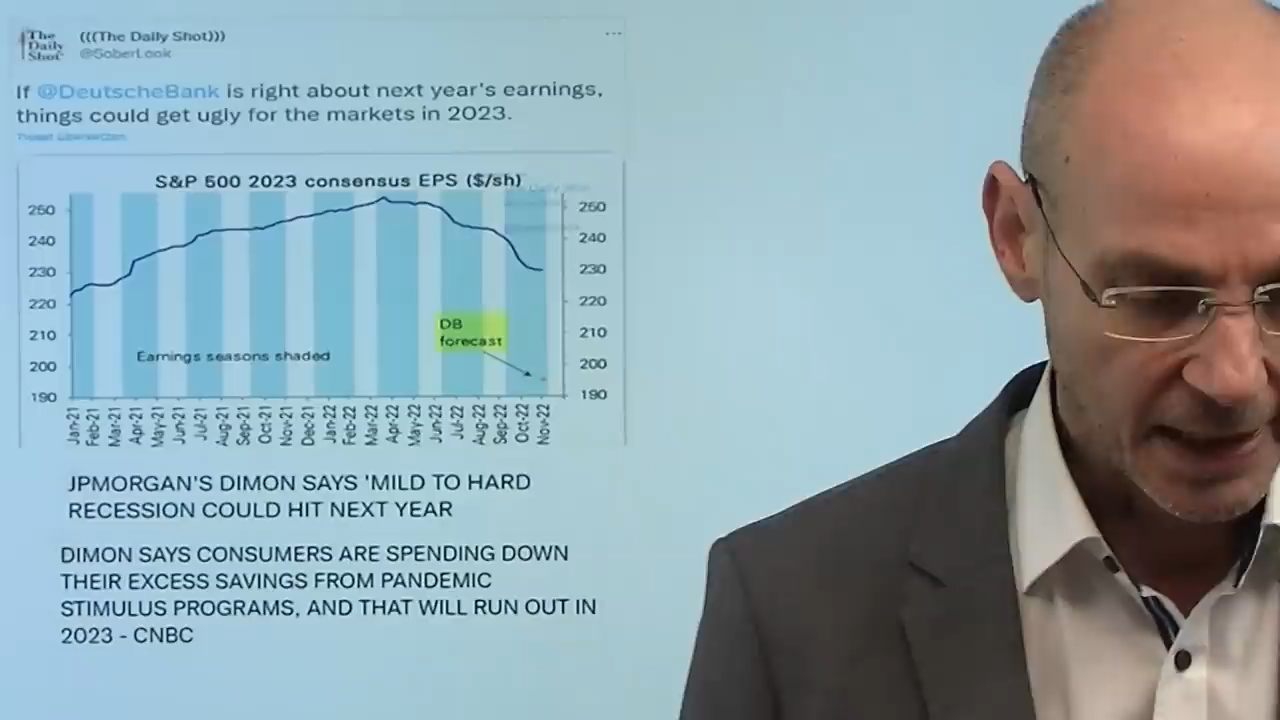 The
Daily
Shot
(((The Daily Shot)))
@SoberLook
...
If @DeutscheBank is right about next year's earnings,
things could get ugly for the markets in 2023.
S&P 500 2023 consensus EPS ($/sh)
250
240
230
220
210
200
190
250
240
230
220
210
200
190
DB
forecast
Earnings seasons shaded
Jan-21
Feb-21
Mar-21
Apr-21
May-21
Jun-21
Jul-21
Aug-21
Sep-21
Oct-21
Nov-21
Dec-21
Jan-22
Feb-22
Mar-22
Apr-22
May-22
Jun-22
Jul-22
Aug-22
Sep-22
Oct-22
Nov-22
JPMORGAN'S DIMON SAYS 'MILD TO HARD
RECESSION COULD HIT NEXT YEAR
DIMON SAYS CONSUMERS ARE SPENDING DOWN
THEIR EXCESS SAVINGS FROM PANDEMIC
STIMULUS PROGRAMS, AND THAT WILL RUN OUT IN
2023 - CNBC